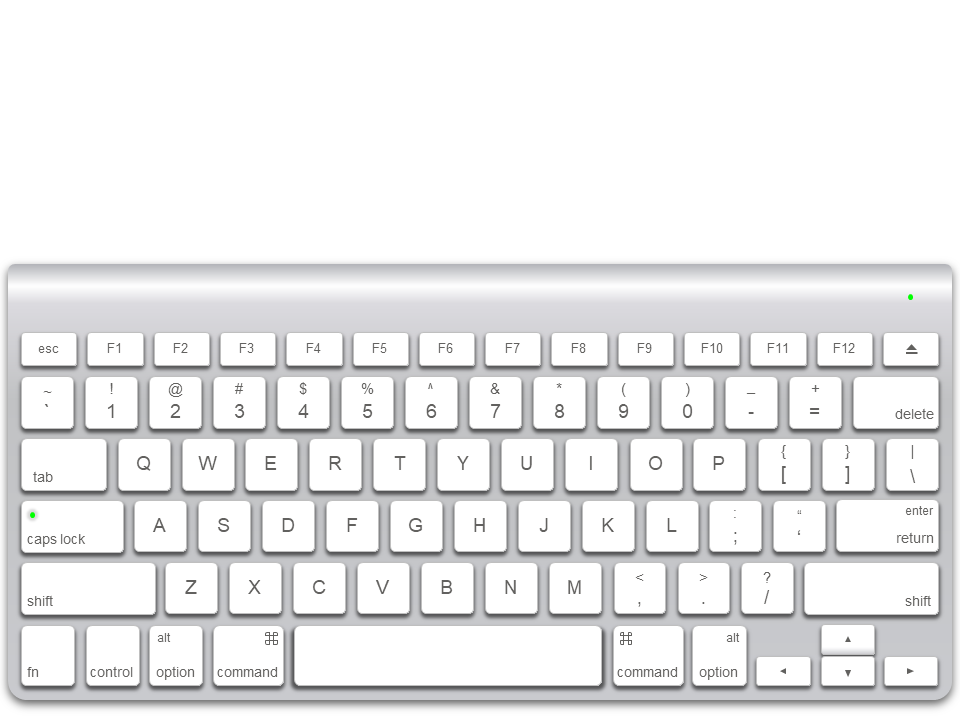 esc F1 F2 F3 F4 F5 F6 F7 F8 F9 F10 F11 F12 ⏏
~ ! @ # $ % ^ & * ( ) _ +
` 1 2 3 4 5 6 7 8 9 0 - = delete
tab Q W E R T Y U I O P { [ } ] | \
caps lock A S D F G H J K L : ; “ ‘ enter return
shift Z X C V B N M < , > . ? / shift
alt ⌘ ⌘ alt ▲
fn control option command command option ◄ ▼ ►